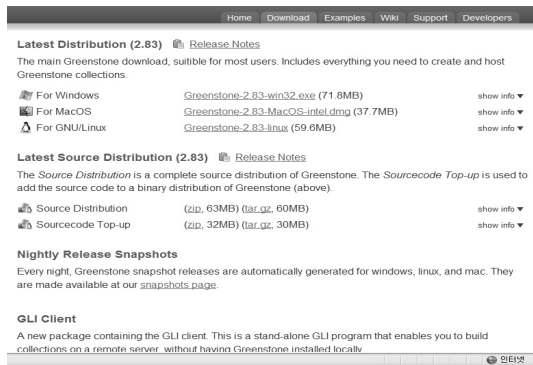 Home Download Examples Wiki Support Developers
Latest Distribution (2.83) Release Notes
The main Greenstone download, suitible for most users. Includes everything you need to create and host
Greenstone collections.
For Windows Greenstone-2.83-win32.exe (71.8MB) show info ▼
For MacOS Greenstone-2.83-MacOS-intel.dmg (37.7MB) show info ▼
For GNU/Linux Greenstone-2.83-linux (59.6MB) show info ▼
Latest Source Distribution (2.83) Release Notes
The Source Distribution is a complete source distribution of Greenstone. The Sourcecode Top-up is used to
add the source code to a binary distribution of Greenstone (above).
Source Distribution (zip, 63MB) (tar.gz, 60MB) show info ▼
Sourcecode Top-up (zip, 32MB) (tar.gz, 30MB) show info ▼
Nightly Release Snapshots
Every night, Greenstone snapshot releases are automatically generated for windows, linux, and mac. They
are made available at our snapshots page.
GLI Client
A new package containing the GLI client. This is a stand-alone GLI program that enables you to build
collections on a remote server, without having Greenstone installed locally
인터넷